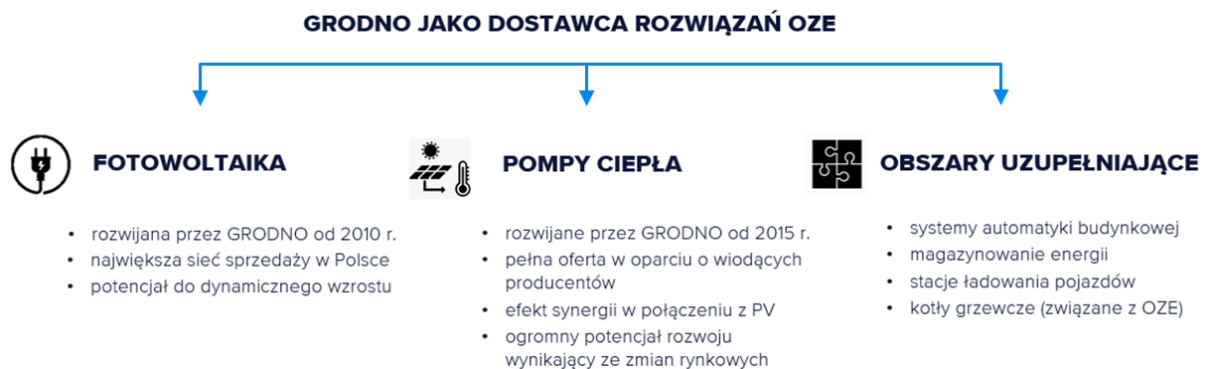 GRODNO JAKO DOSTAWCA ROZWIĄZAŃ OZE
FOTOWOLTAIKA
• rozwijana przez GRODNO od 2010 r.
• największa sieć sprzedaży w Polsce
• potencjał do dynamicznego wzrostu
POMPY CIEPŁA
• rozwijane przez GRODNO od 2015 r.
• pełna oferta w oparciu o wiodących
producentów
• efekt synergii w połączeniu z PV
• ogromny potencjał rozwoju
wynikający ze zmian rynkowych
OBSZARY UZUPEŁNIAJĄCE
• systemy automatyki budynkowej
• magazynowanie energii
• stacje ładowania pojazdów
• kotły grzewcze (związane z OZE)